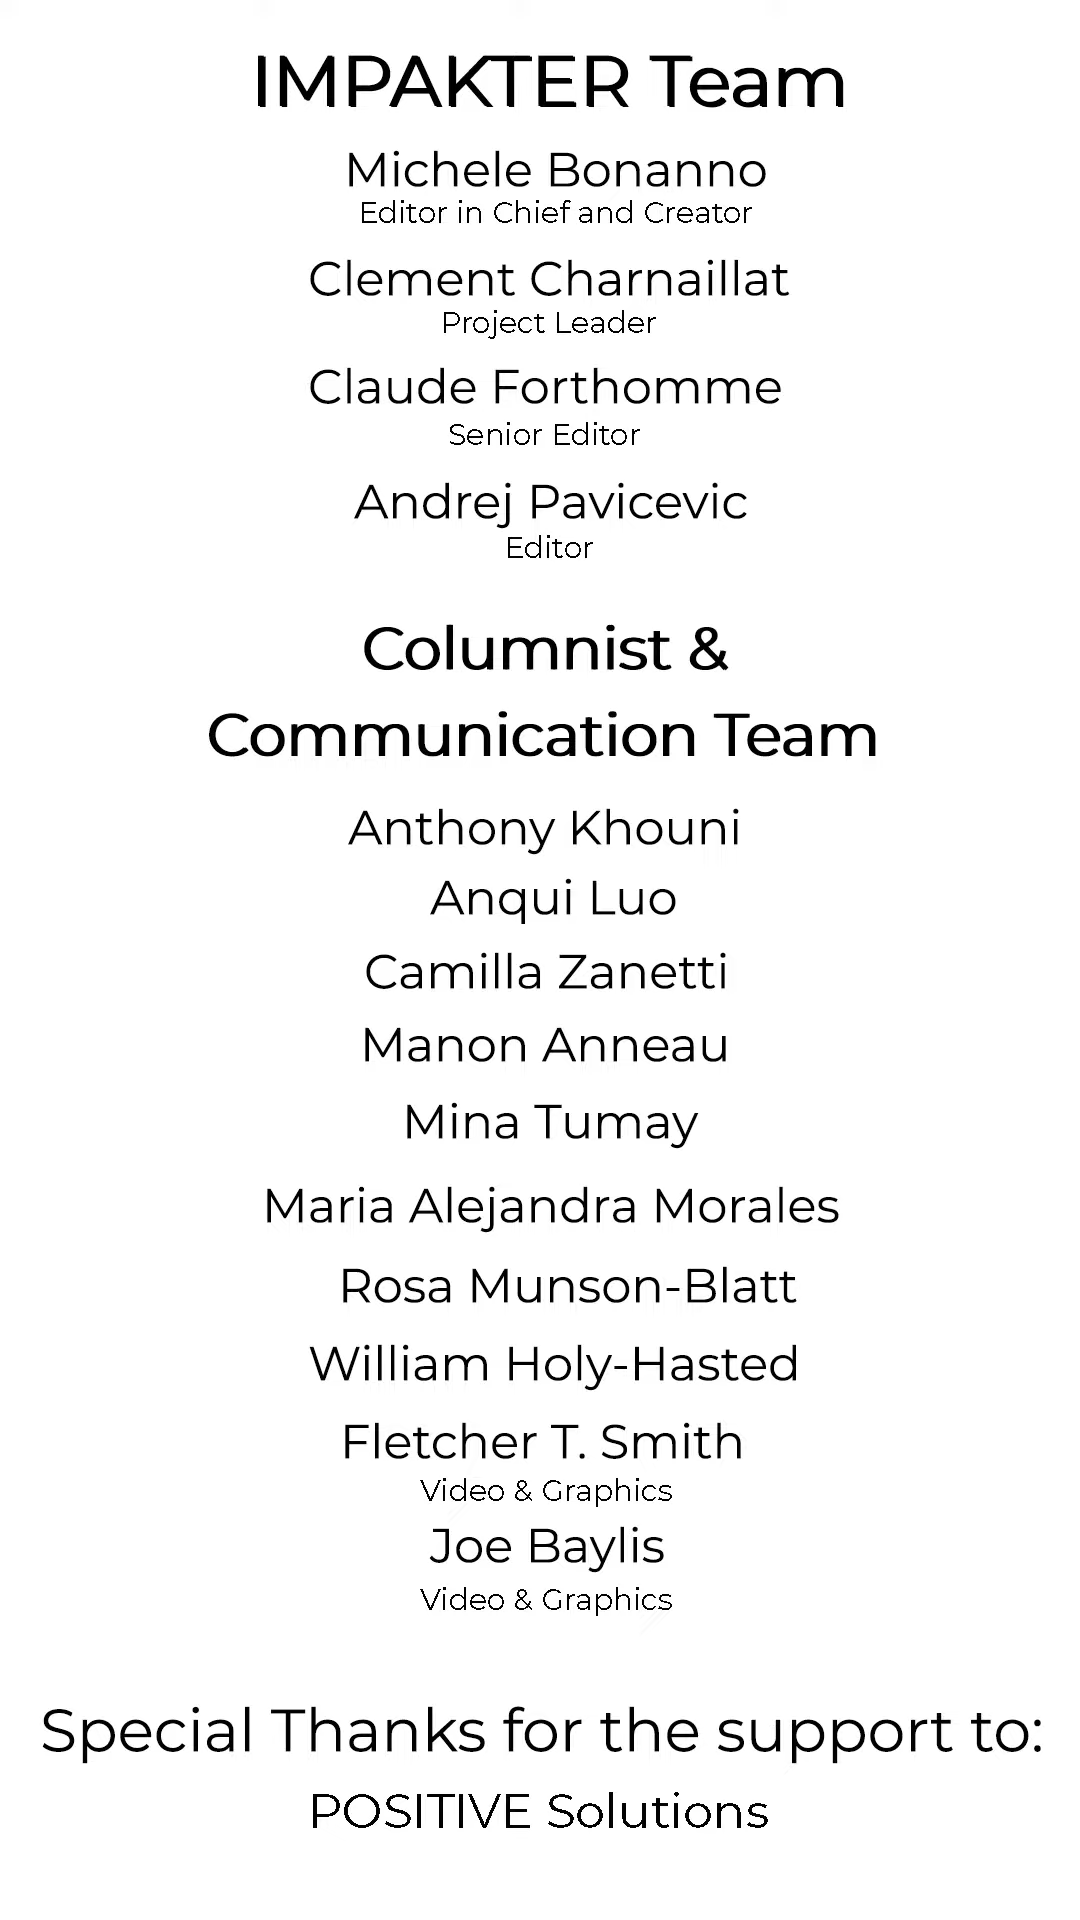 IMPAKTER Team
Michele Bonanno
Editor in Chief and Creator
Clement Charnaillat
Project Leader
Claude Forthomme
Senior Editor
Andrej Pavicevic
Editor
Columnist &
Communication Team
Anthony Khouni
Anqui Luo
Camilla Zanetti
Manon Anneau
Mina Tumay
Maria Alejandra Morales
Rosa Munson-Blatt
William Holy-Hasted
Fletcher T. Smith
Video & Graphics
Joe Baylis
Video & Graphics
Special Thanks for the support to:
POSITIVE Solutions